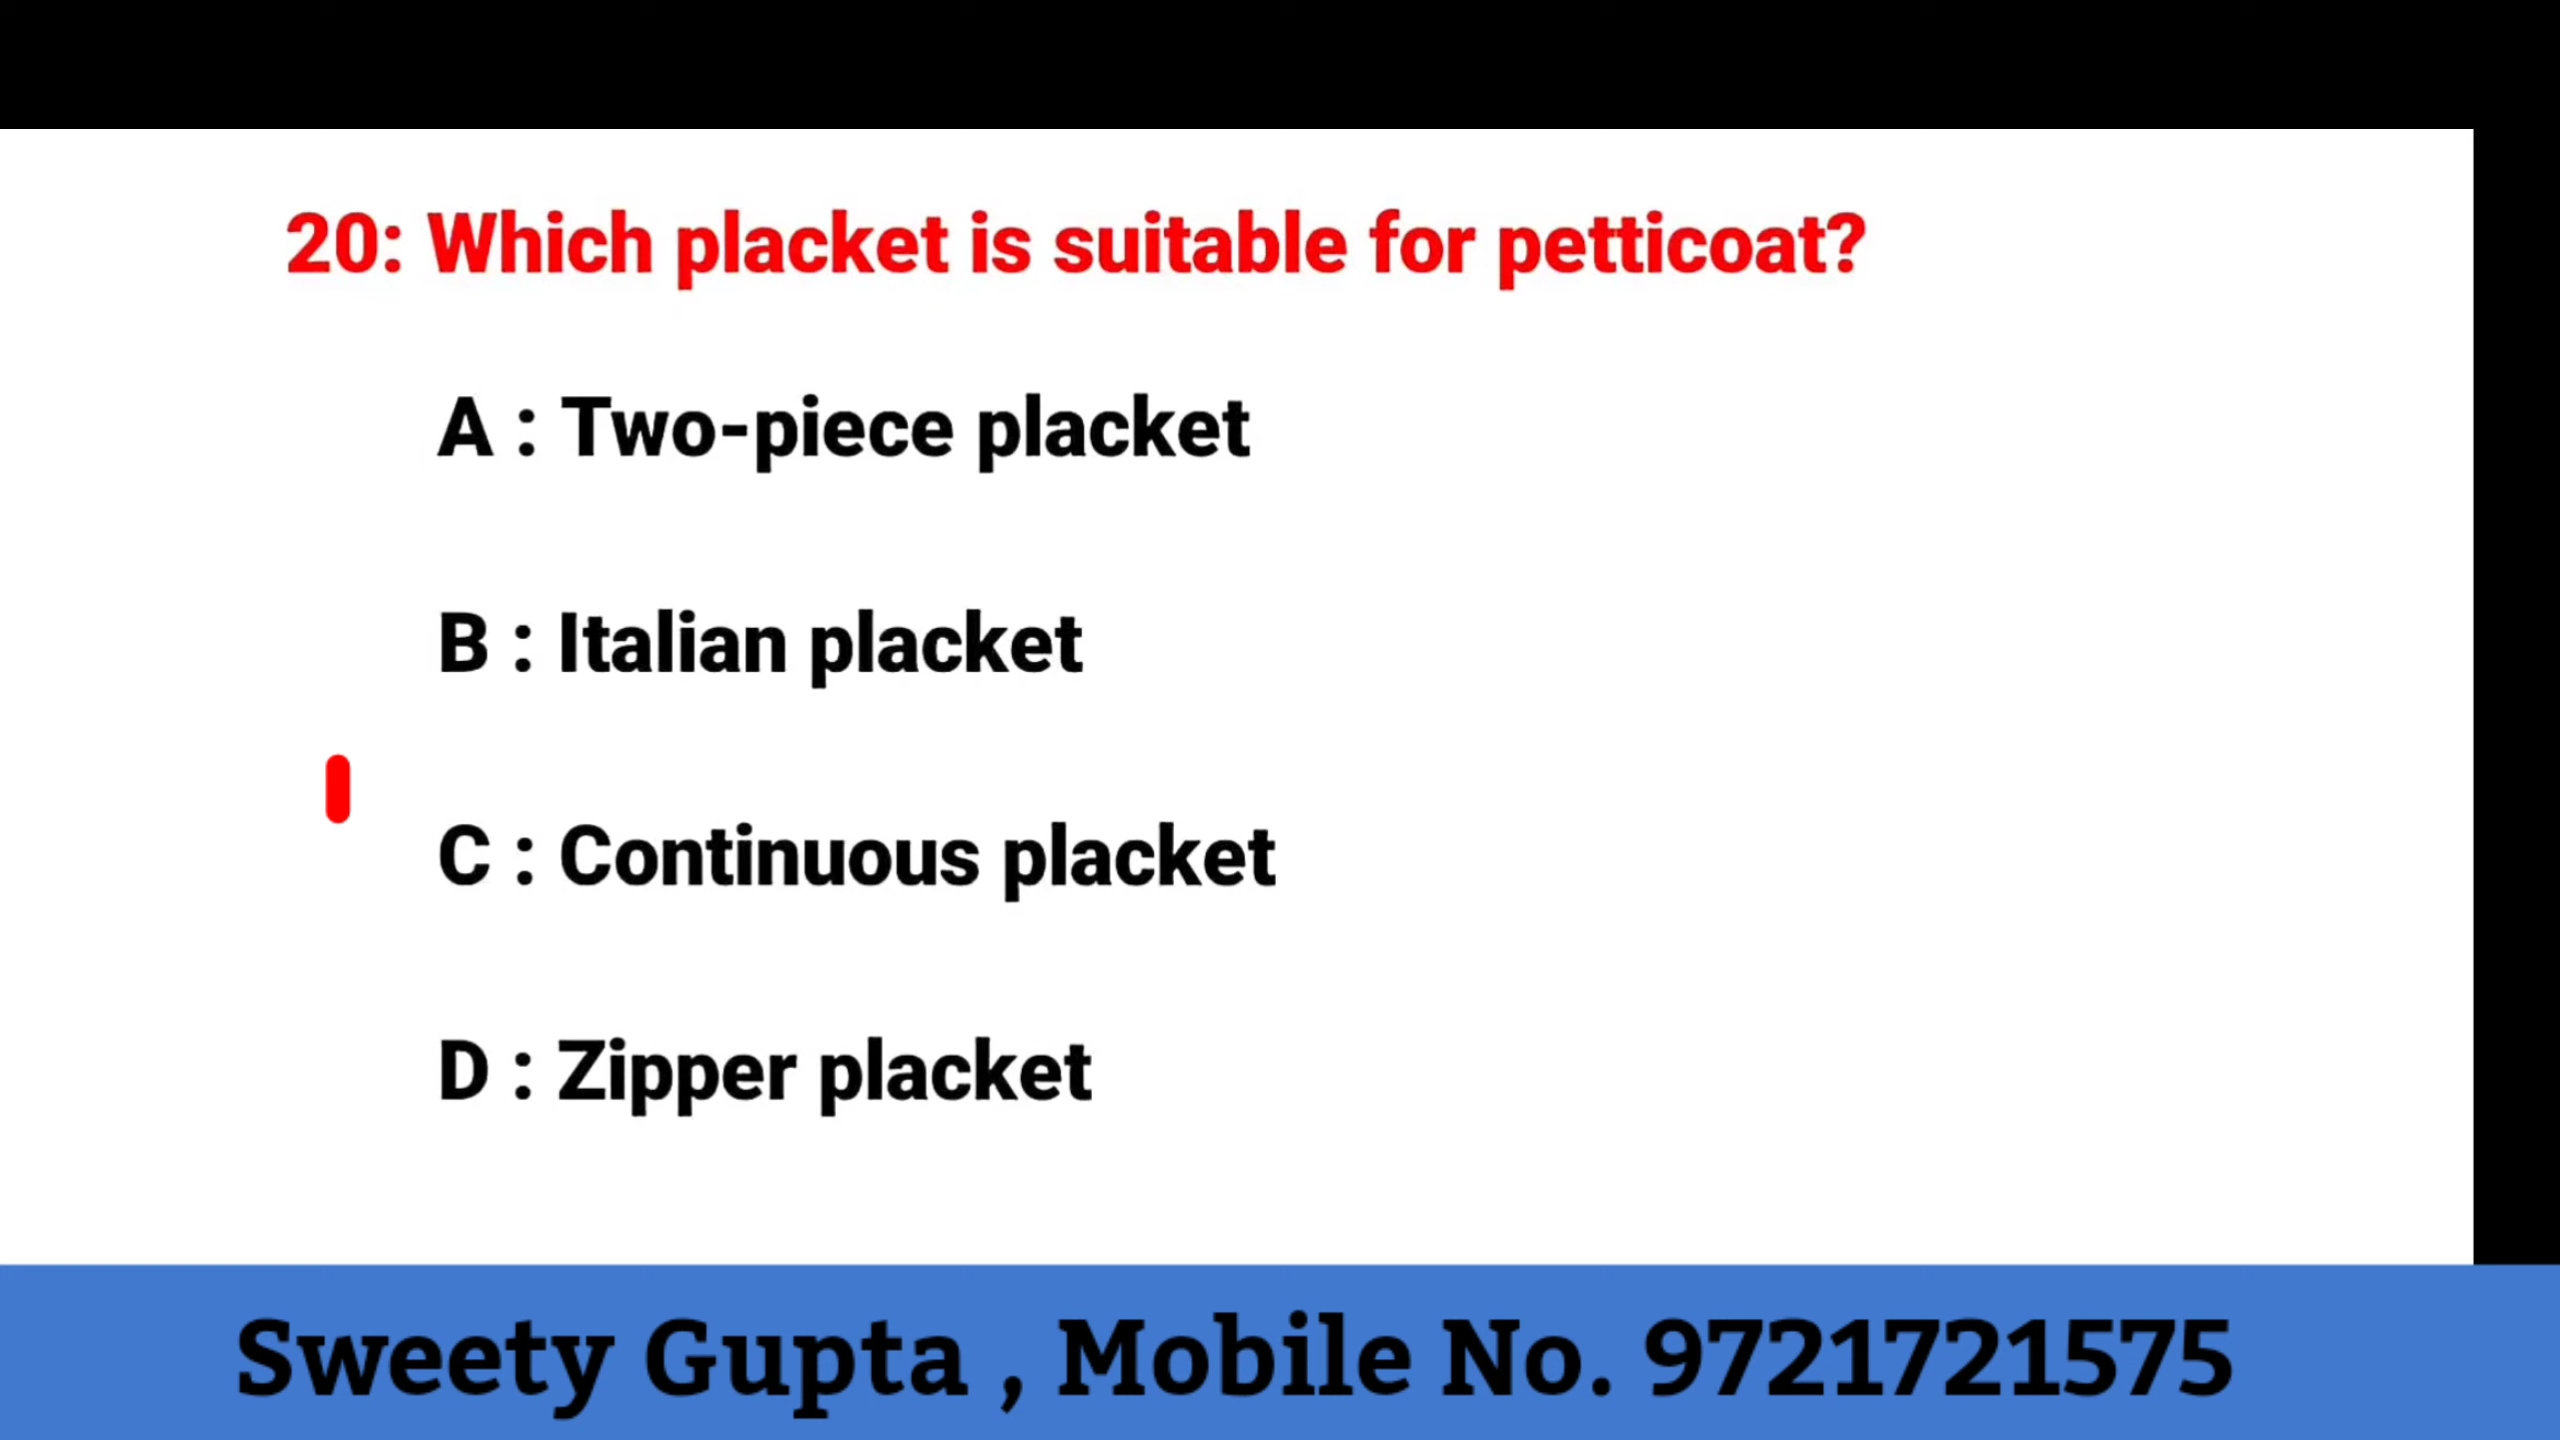 20: Which placket is suitable for petticoat?
A : Two-piece placket
B : Italian placket
C : Continuous placket
D : Zipper placket
Sweety Gupta , Mobile No. 9721721575